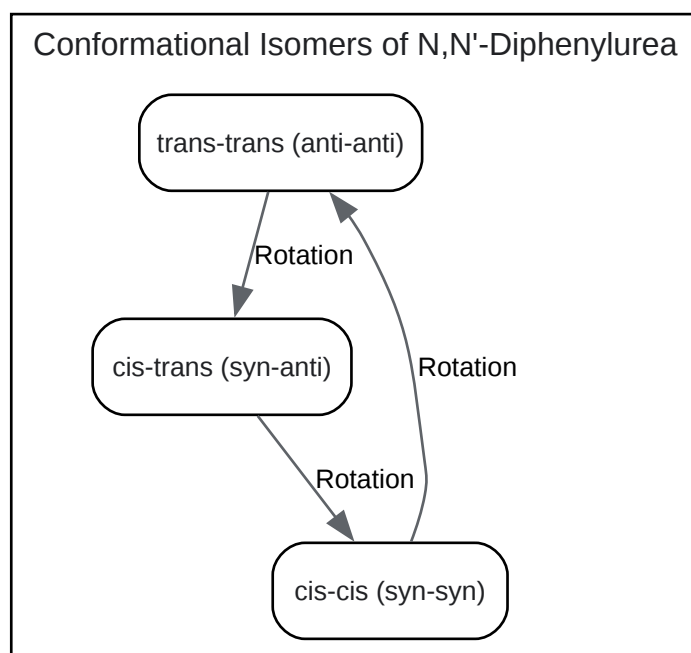 Conformational Isomers of N,N'-Diphenylurea
trans-trans (anti-anti)
Rotation
cis-trans (syn-anti)
Rotation
Rotation
cis-cis (syn-syn)